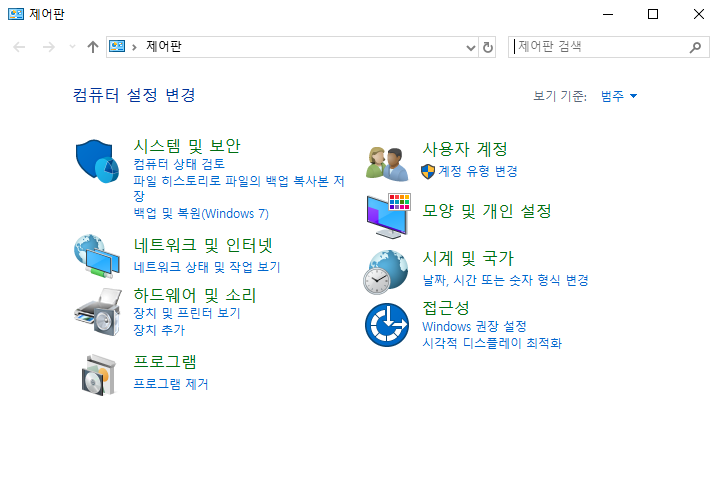 제어판
제어판
제어판 검색
컴퓨터 설정 변경
보기 기준:
범주
시스템 및 보안
컴퓨터 상태 검토
파일 히스토리로 파일의 백업 복사본 저
장
백업 및 복원(Windows 7)
네트워크 및 인터넷
네트워크 상태 및 작업 보기
하드웨어 및 소리
장치 및 프린터 보기
장치 추가
프로그램
프로그램 제거
사용자 계정
계정 유형 변경
모양 및 개인 설정
시계 및 국가
날짜, 시간 또는 숫자 형식 변경
접근성
Windows 권장 설정
시각적 디스플레이 최적화